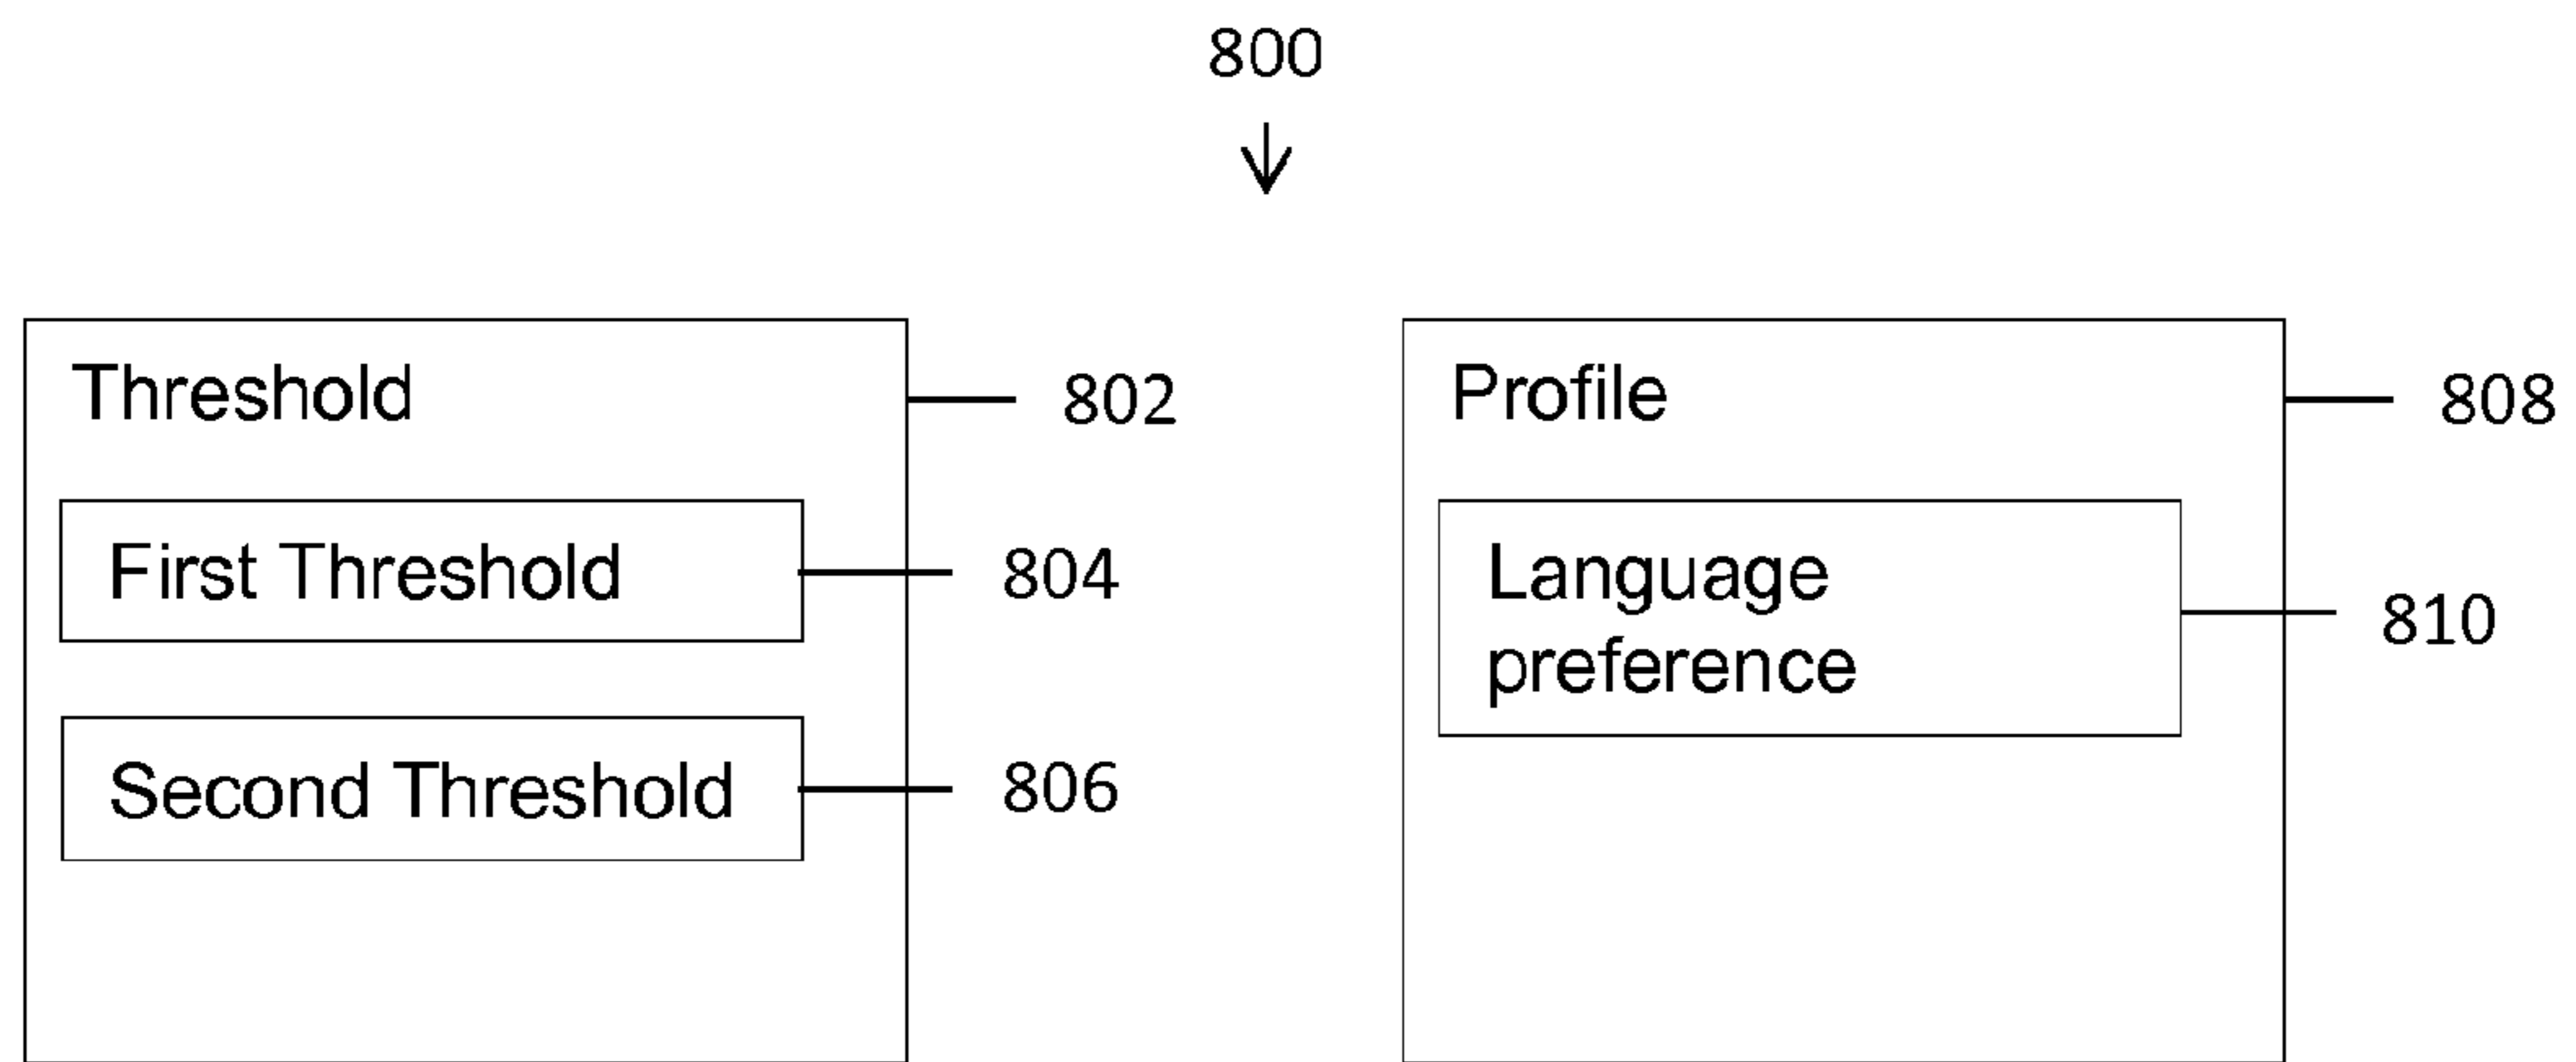 800
Threshold
802
First Threshold
804
Second Threshold
806
Profile
808
Language
preference
810